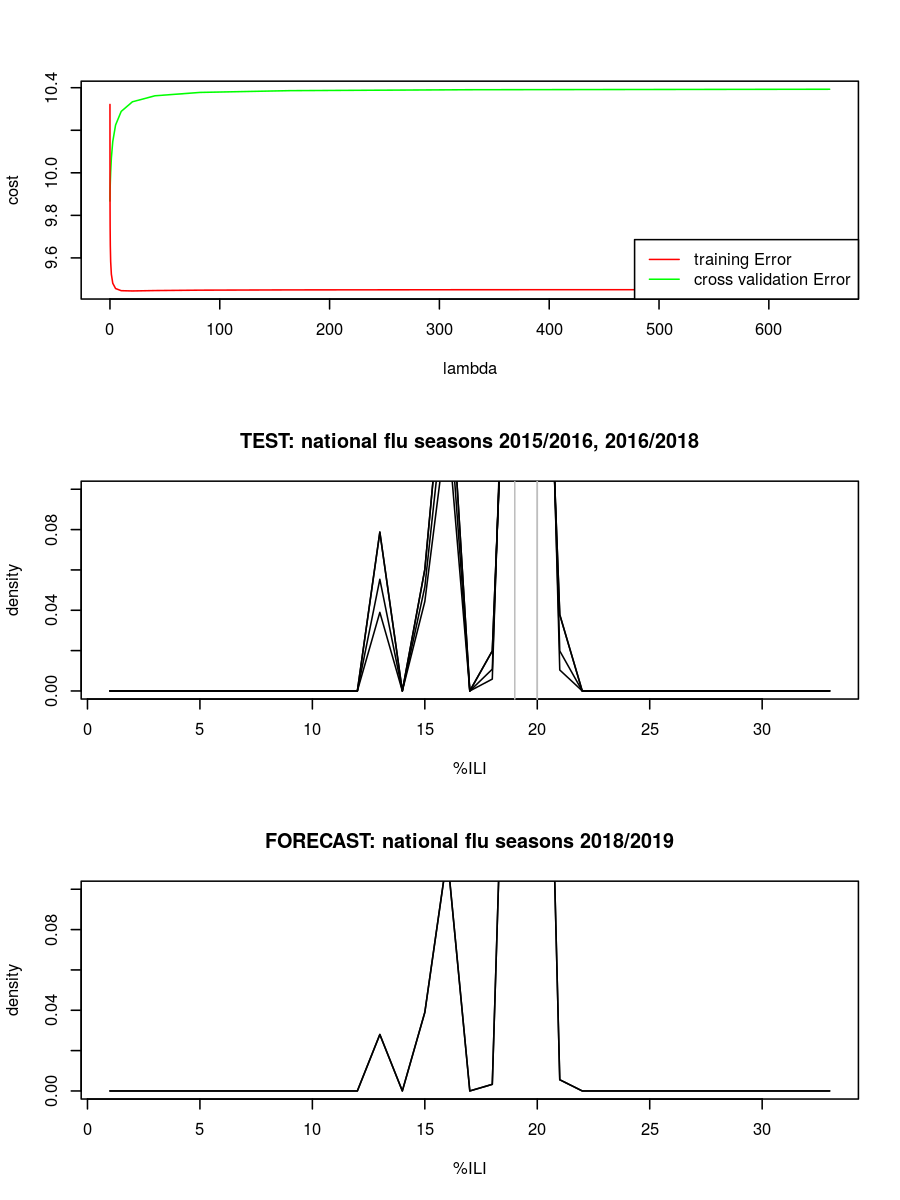 10.4
10.0
9.8
9.6
cost
training Error
cross validation Error
0 100 200 300 400 500 600
lambda
TEST: national flu seasons 2015/2016, 2016/2018
0.08
0.04
0.00
density
0 5 10 15 20 25 30
%ILI
FORECAST: national flu seasons 2018/2019
0.08
0.04
0.00
density
0 5 10 15 20 25 30
%ILI